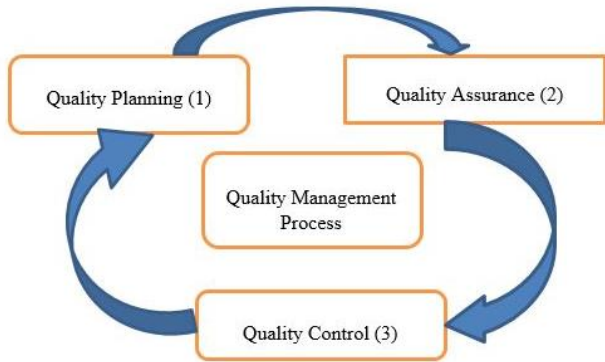 Quality Planning (1)
Quality Assurance (2)
Quality Management
Process
Quality Control (3)